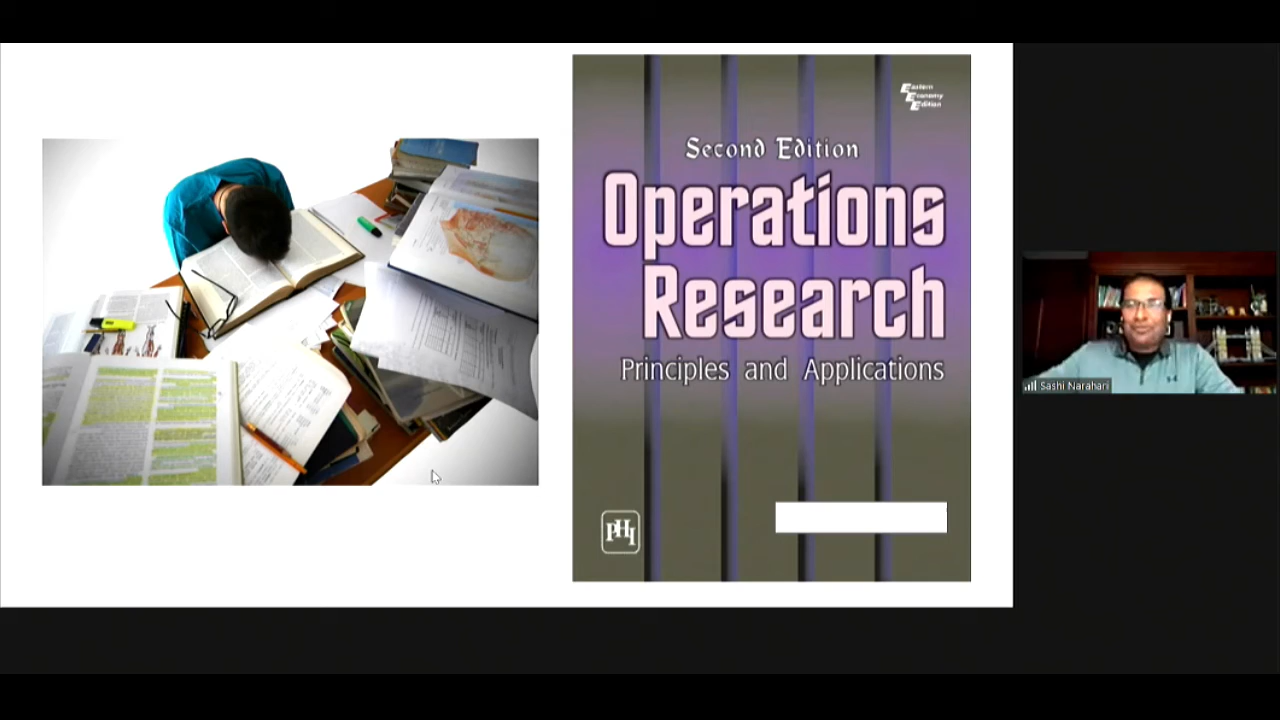 Eastern
Economy
Edition
Second Edition
Operations
Research
Principles and Applications
PHI
Sashi Narahari